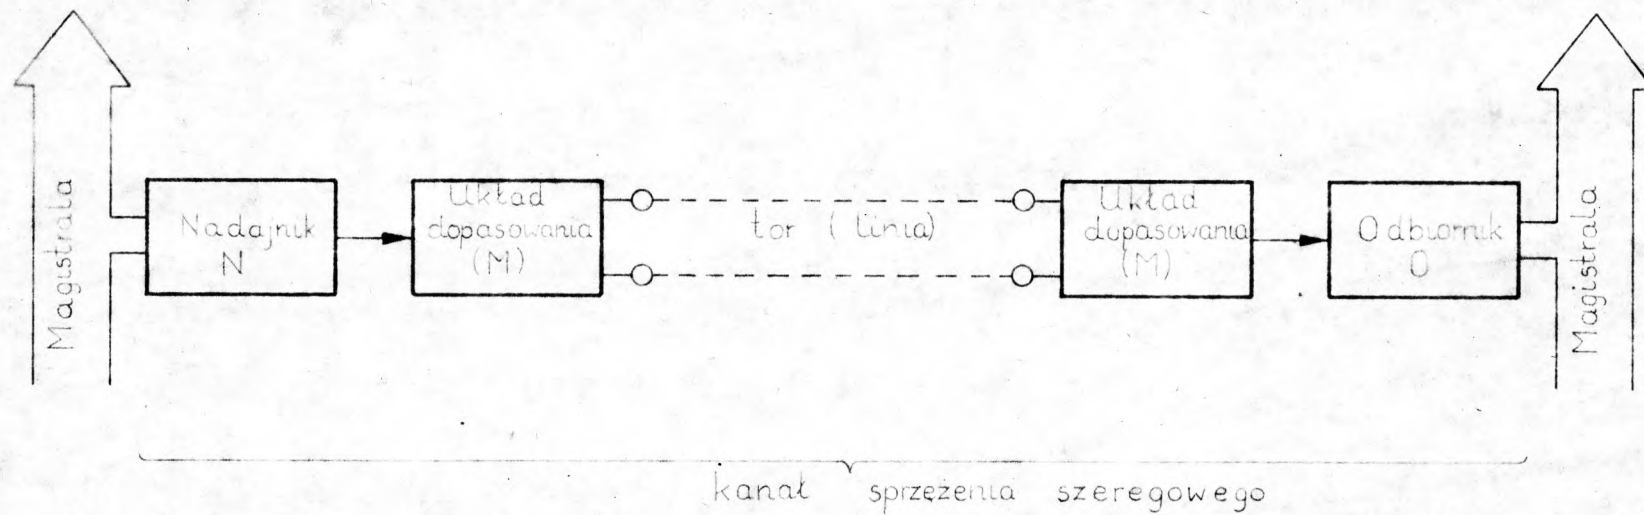 Magistrala
Nadajnik
N
Układ
dopasowania
(M)
tor (linia)
Układ
dopasowania
(M)
Odbiornik
O
Magistrala
kanał sprzężenia szeregowego